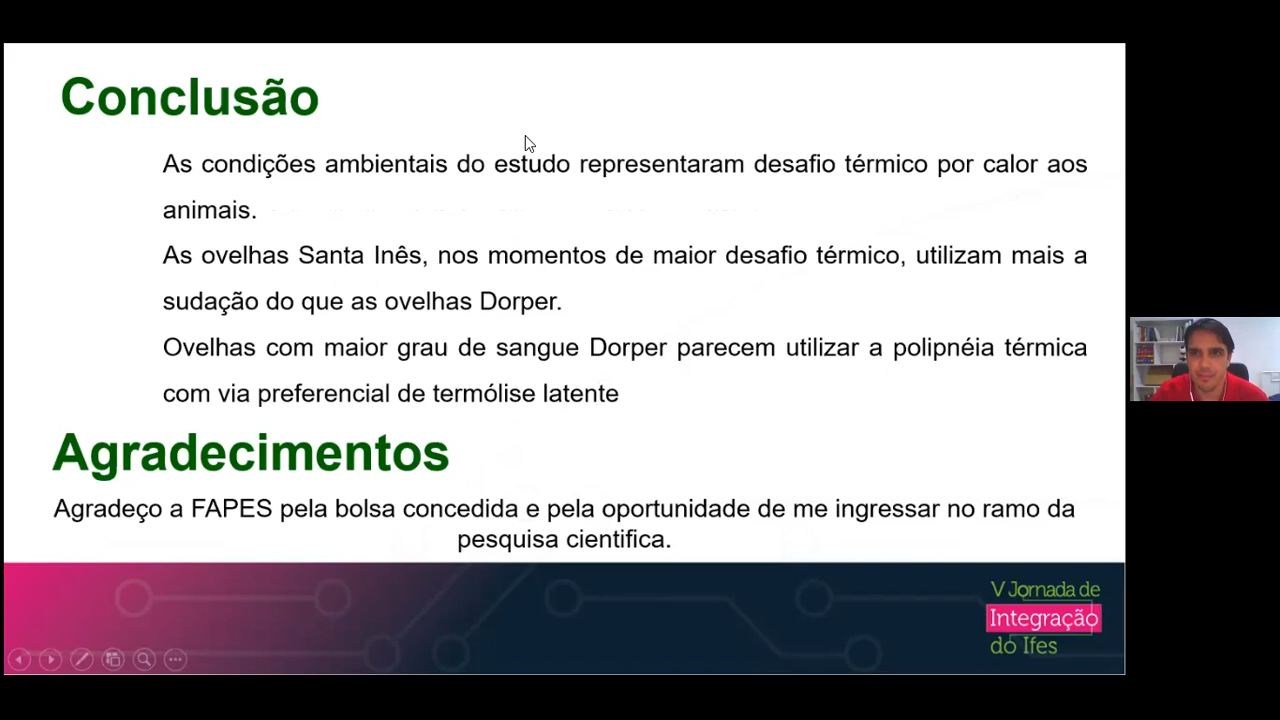 Conclusão
As condições ambientais do estudo representaram desafio térmico por calor aos
animais.
As ovelhas Santa Inês, nos momentos de maior desafio térmico, utilizam mais a
sudação do que as ovelhas Dorper.
Ovelhas com maior grau de sangue Dorper parecem utilizar a polipnéia térmica
com via preferencial de termólise latente
Agradecimentos
Agradeço a FAPES pela bolsa concedida e pela oportunidade de me ingressar no ramo da
pesquisa cientifica.
V Jornada de
Integração
do Ifes